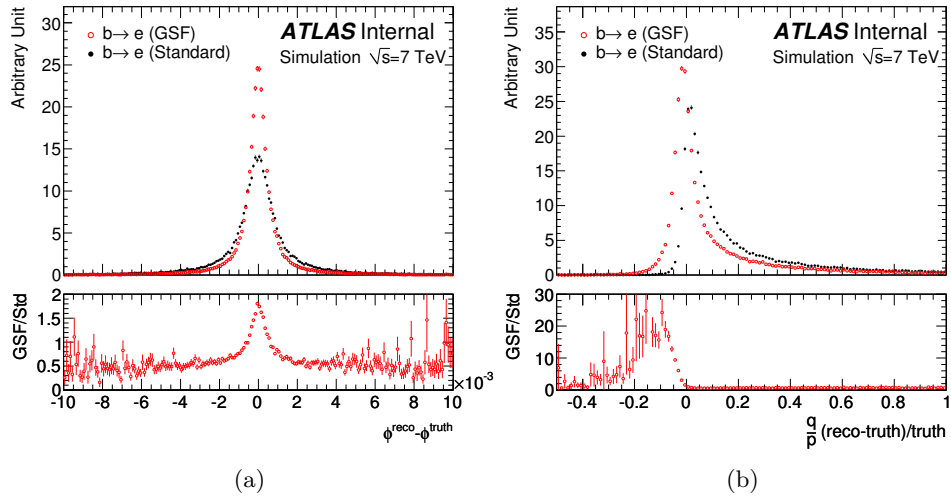 Arbitrary Unit
30
25
20
15
10
5
0
b→ e (GSF)
b→ e (Standard)
ATLAS Internal
Simulation √s=7 TeV
GSF/Std
2
1.5
1
0.5
0
-10 -8 -6 -4 -2 0 2 4 6 8 10
×10⁻³
ϕ^reco-ϕ^truth
(a)
Arbitrary Unit
35
30
25
20
15
10
5
0
b→ e (GSF)
b→ e (Standard)
ATLAS Internal
Simulation √s=7 TeV
GSF/Std
30
20
10
0
-0.4 -0.2 0 0.2 0.4 0.6 0.8 1
q/p (reco-truth)/truth
(b)